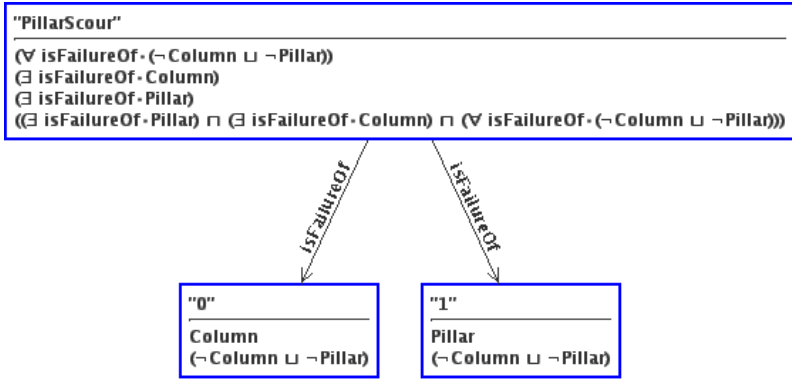 "PillarScour"
(∀ isFailureOf·(¬Column ⊔ ¬Pillar))
(∃ isFailureOf·Column)
(∃ isFailureOf·Pillar)
((∃ isFailureOf·Pillar) ⊓ (∃ isFailureOf·Column) ⊓ (∀ isFailureOf·(¬Column ⊔ ¬Pillar)))
isFailureOf
isFailureOf
"0"
Column
(¬Column ⊔ ¬Pillar)
"1"
Pillar
(¬Column ⊔ ¬Pillar)